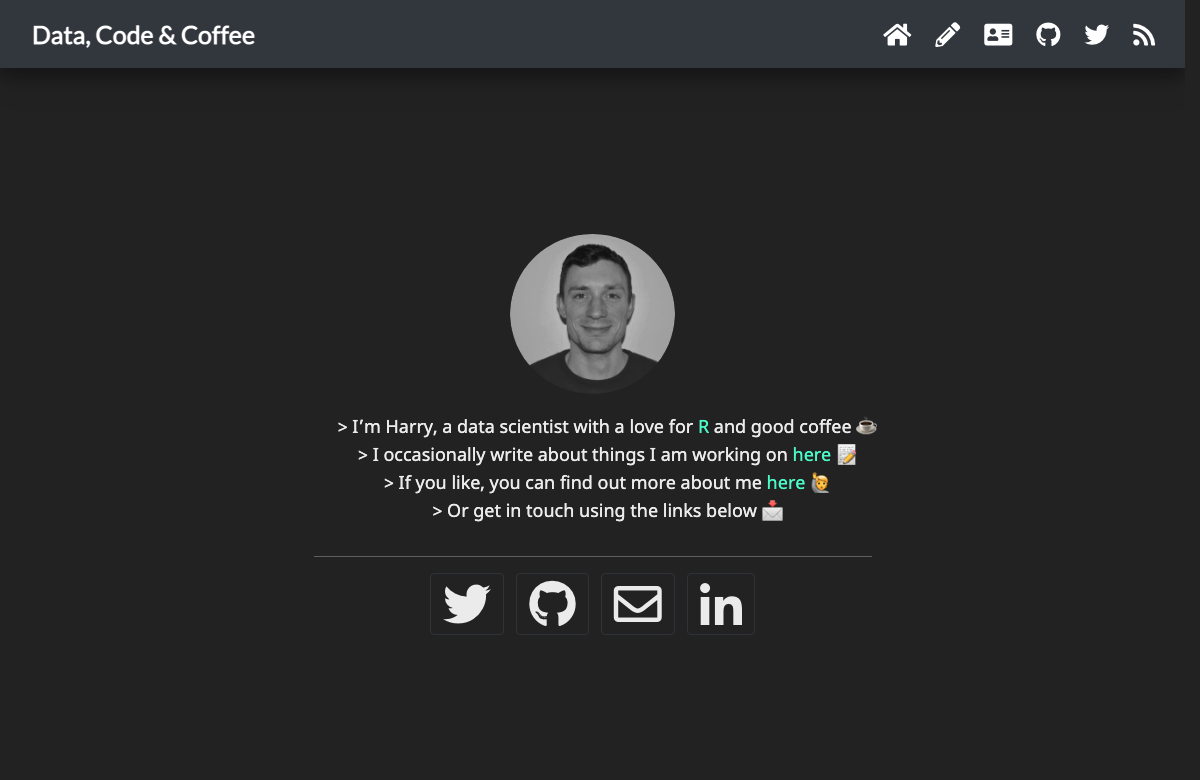 Data, Code & Coffee
> I’m Harry, a data scientist with a love for R and good coffee ☕
> I occasionally write about things I am working on here 📝
> If you like, you can find out more about me here 🙋
> Or get in touch using the links below 📩
in